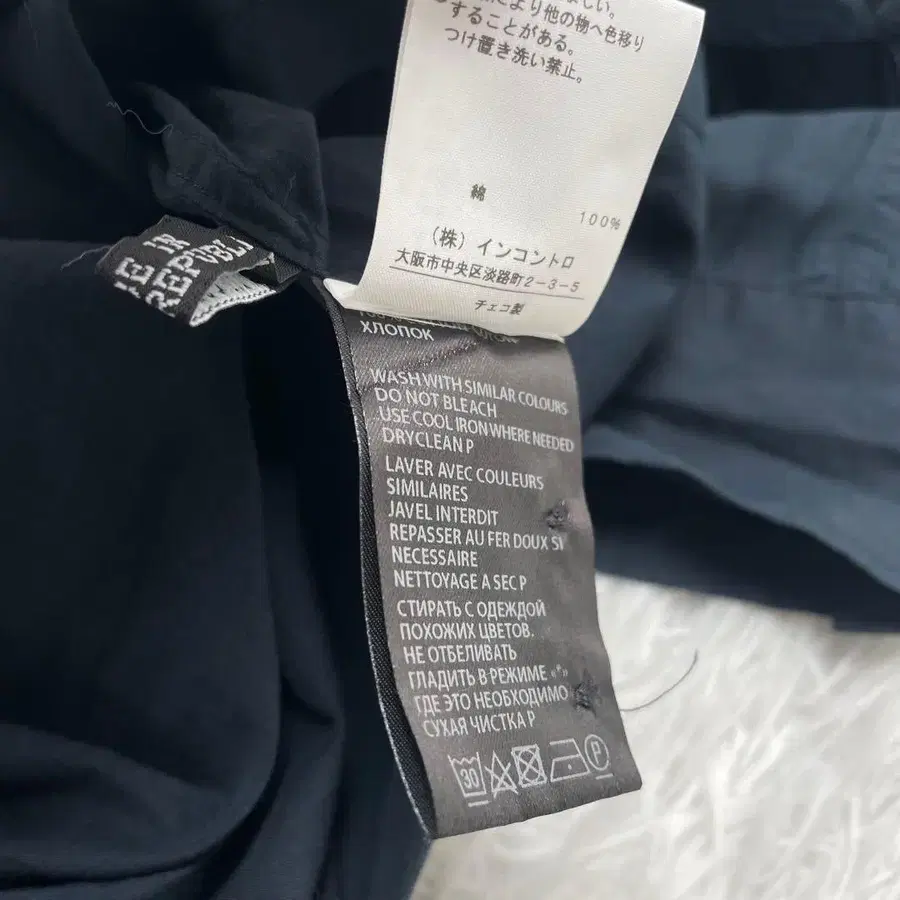 より他の物へ色移り
することがある。
つけ置き洗い禁止。
綿
100%
(株)インコントロ
大阪市中央区淡路町2-3-5
チェコ製
IN
REPUBLI
ХЛОПОК
WASH WITH SIMILAR COLOURS
DO NOT BLEACH
USE COOL IRON WHERE NEEDED
DRYCLEAN P
LAVER AVEC COULEURS
SIMILAIRES
JAVEL INTERDIT
REPASSER AU FER DOUX SI
NECESSAIRE
NETTOYAGE A SEC P
СТИРАТЬ С ОДЕЖДОЙ
ПОХОЖИХ ЦВЕТОВ.
НЕ ОТБЕЛИВАТЬ
ГЛАДИТЬ В РЕЖИМЕ «*»
ГДЕ ЭТО НЕОБХОДИМО
СУХАЯ ЧИСТКА P
30
P